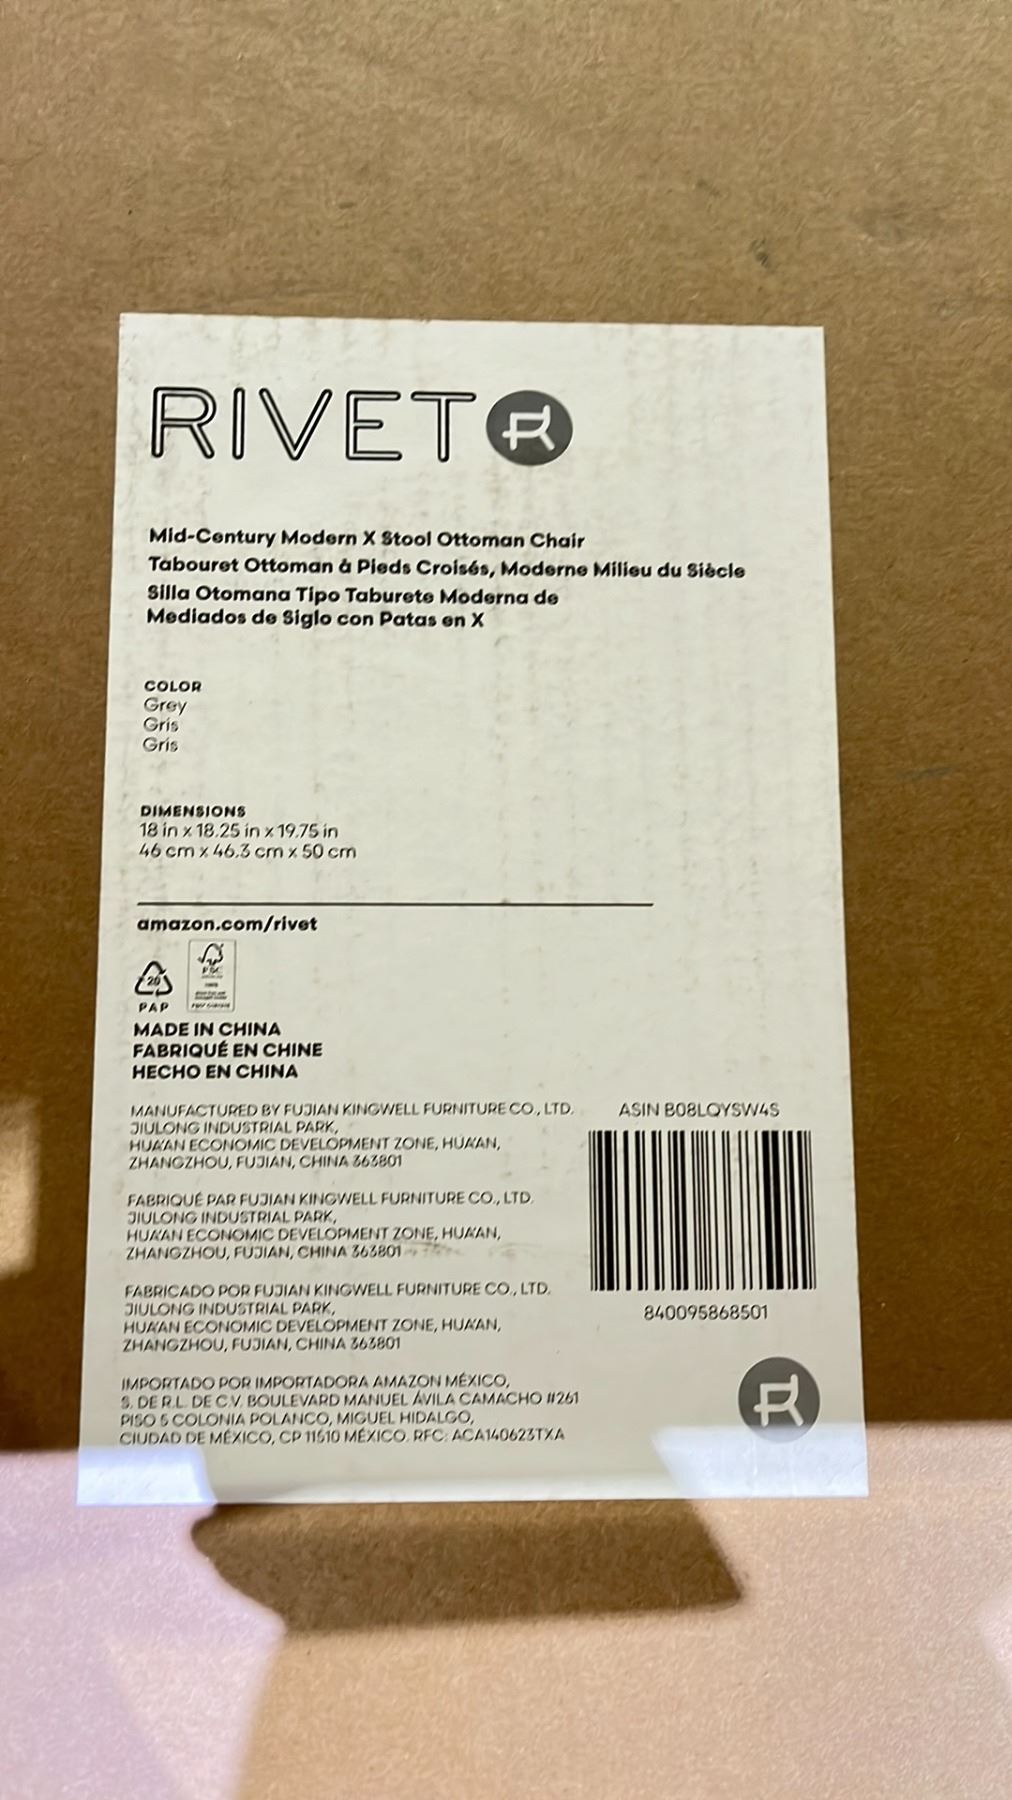 RIVET R
Mid-Century Modern X Stool Ottoman Chair
Tabouret Ottoman à Pieds Croisés, Moderne Milieu du Siècle
Silla Otomana Tipo Taburete Moderna de
Mediados de Siglo con Patas en X
COLOR
Grey
Gris
Gris
DIMENSIONS
18 in x 18.25 in x 19.75 in
46 cm x 46.3 cm x 50 cm
amazon.com/rivet
20
PAP
FSC
MADE IN CHINA
FABRIQUÉ EN CHINE
HECHO EN CHINA
MANUFACTURED BY FUJIAN KINGWELL FURNITURE CO., LTD.
JIULONG INDUSTRIAL PARK,
HUA'AN ECONOMIC DEVELOPMENT ZONE, HUA'AN,
ZHANGZHOU, FUJIAN, CHINA 363801
FABRIQUÉ PAR FUJIAN KINGWELL FURNITURE CO., LTD.
JIULONG INDUSTRIAL PARK,
HUA'AN ECONOMIC DEVELOPMENT ZONE, HUA'AN,
ZHANGZHOU, FUJIAN, CHINA 363801
FABRICADO POR FUJIAN KINGWELL FURNITURE CO., LTD.
JIULONG INDUSTRIAL PARK,
HUA'AN ECONOMIC DEVELOPMENT ZONE, HUA'AN,
ZHANGZHOU, FUJIAN, CHINA 363801
IMPORTADO POR IMPORTADORA AMAZON MÉXICO,
S. DE R.L. DE C.V. BOULEVARD MANUEL ÁVILA CAMACHO #261
PISO 5 COLONIA POLANCO, MIGUEL HIDALGO,
CIUDAD DE MÉXICO, CP 11510 MÉXICO. RFC: ACA140623TXA
ASIN B08LQYSW4S
840095868501
R